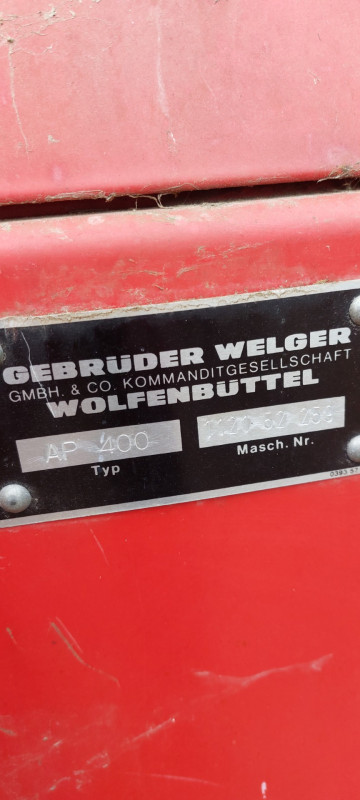 GEBRÜDER WELGER
GMBH. & CO. KOMMANDITGESELLSCHAFT
WOLFENBÜTTEL
AP 400
Typ
Masch. Nr.